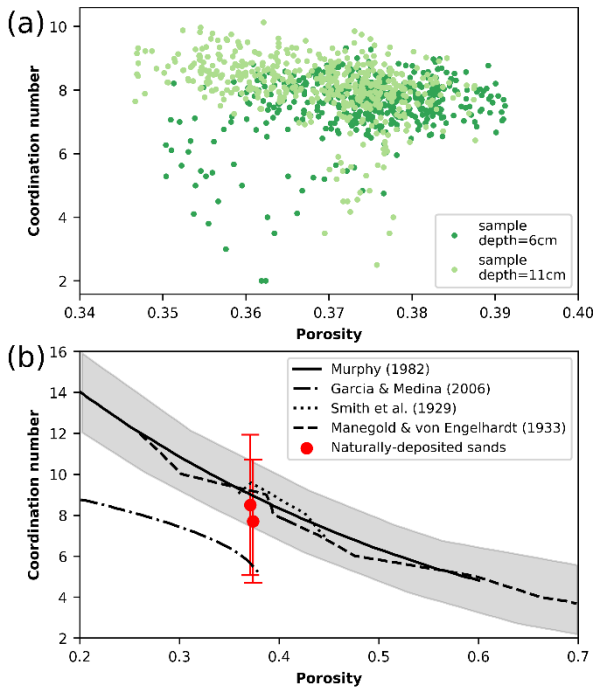 (a)
10
8
6
4
2
Coordination number
sample
depth=6cm
sample
depth=11cm
0.34
0.35
0.36
0.37
0.38
0.39
0.40
Porosity
(b)
16
14
12
10
8
6
4
2
Coordination number
Murphy (1982)
Garcia & Medina (2006)
Smith et al. (1929)
Manegold & von Engelhardt (1933)
Naturally-deposited sands
0.2
0.3
0.4
0.5
0.6
0.7
Porosity